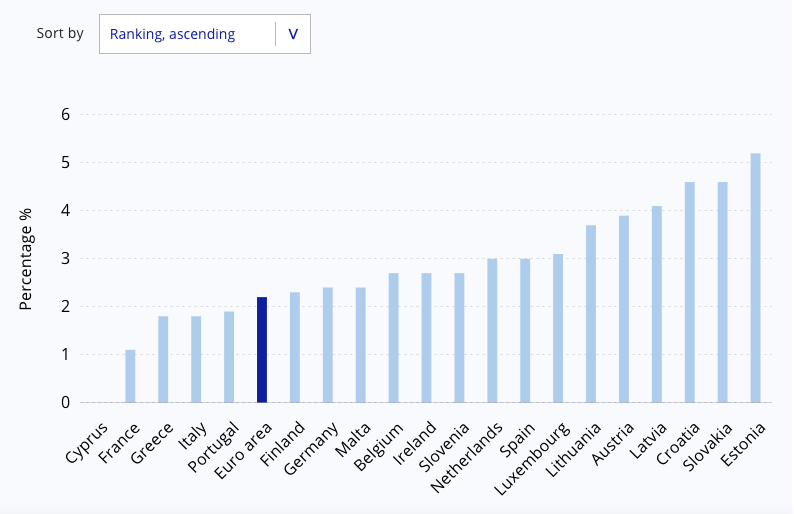 Sort by
Ranking, ascending
V
6
5
4
3
2
1
0
Percentage %
Cyprus
France
Greece
Italy
Portugal
Euro area
Finland
Germany
Malta
Belgium
Ireland
Slovenia
Netherlands
Spain
Luxembourg
Lithuania
Austria
Latvia
Croatia
Slovakia
Estonia